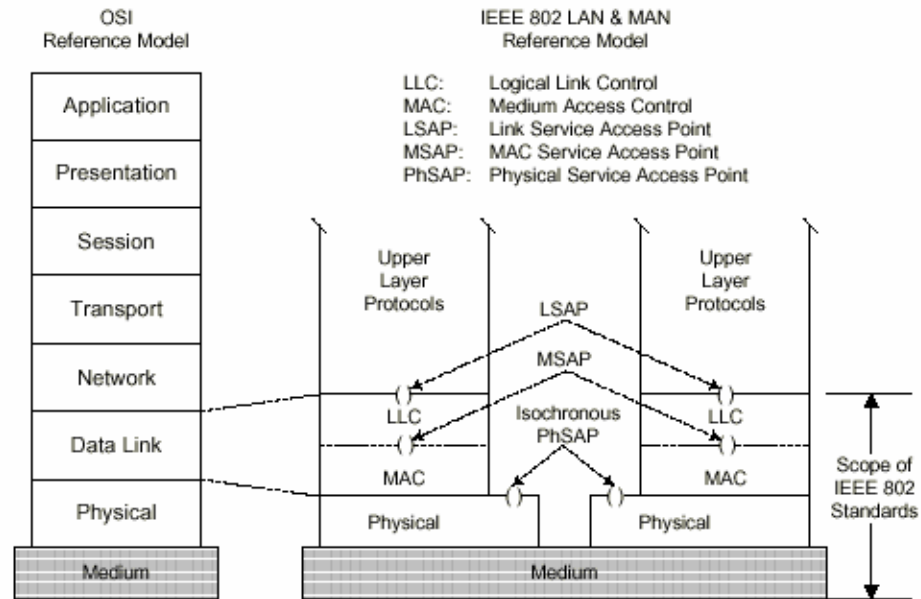 OSI
Reference Model
IEEE 802 LAN & MAN
Reference Model
LLC: Logical Link Control
MAC: Medium Access Control
LSAP: Link Service Access Point
MSAP: MAC Service Access Point
PhSAP: Physical Service Access Point
Application
Presentation
Session
Transport
Network
Data Link
Physical
Medium
Upper
Layer
Protocols
LSAP
MSAP
Isochronous
PhSAP
Upper
Layer
Protocols
LLC
MAC
Physical
LLC
MAC
Physical
Medium
Scope of
IEEE 802
Standards